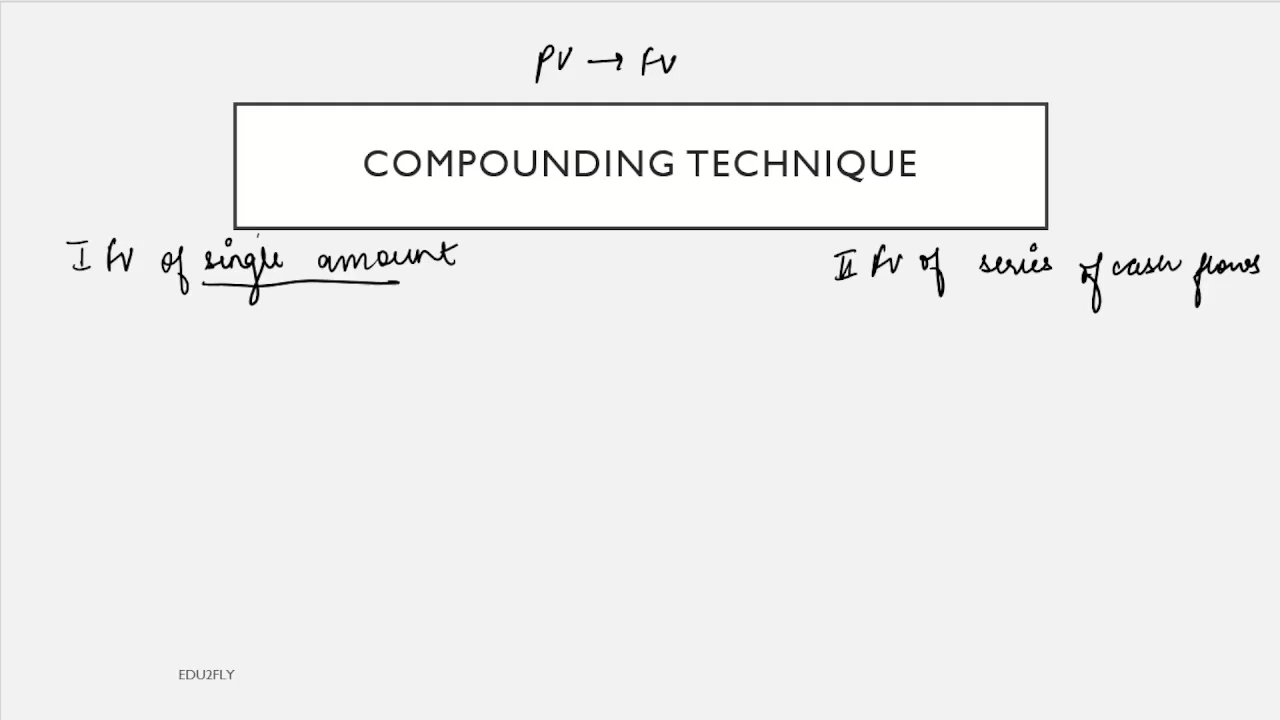 PV → FV
COMPOUNDING TECHNIQUE
I FV of single amount
II FV of series of cash flows
EDU2FLY